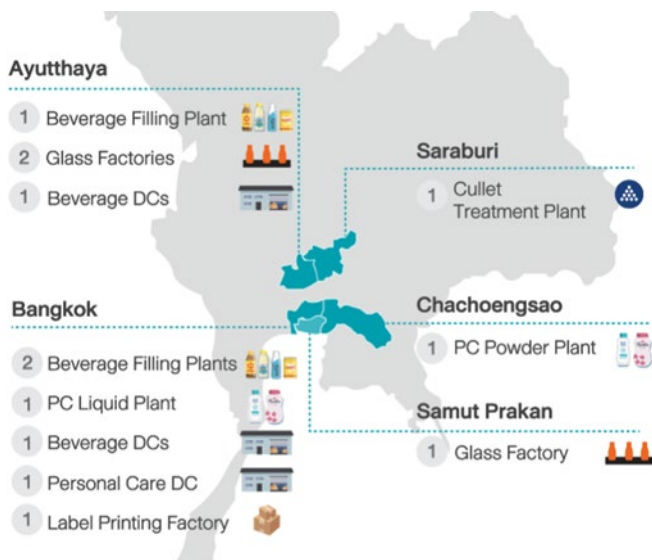 Ayutthaya
1 Beverage Filling Plant
2 Glass Factories
1 Beverage DCs
Saraburi
1 Cullet
Treatment Plant
Bangkok
2 Beverage Filling Plants
1 PC Liquid Plant
1 Beverage DCs
1 Personal Care DC
1 Label Printing Factory
Chachoengsao
1 PC Powder Plant
Samut Prakan
1 Glass Factory